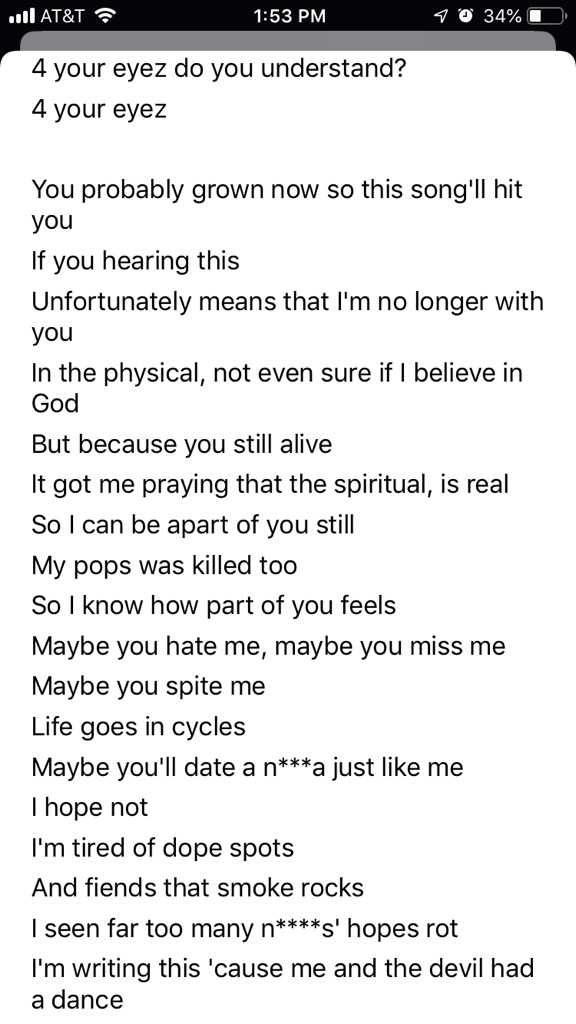 AT&T 1:53 PM 34%
4 your eyez do you understand?
4 your eyez
You probably grown now so this song'll hit
you
If you hearing this
Unfortunately means that I'm no longer with
you
In the physical, not even sure if I believe in
God
But because you still alive
It got me praying that the spiritual, is real
So I can be apart of you still
My pops was killed too
So I know how part of you feels
Maybe you hate me, maybe you miss me
Maybe you spite me
Life goes in cycles
Maybe you'll date a n***a just like me
I hope not
I'm tired of dope spots
And fiends that smoke rocks
I seen far too many n****s' hopes rot
I'm writing this 'cause me and the devil had
a dance